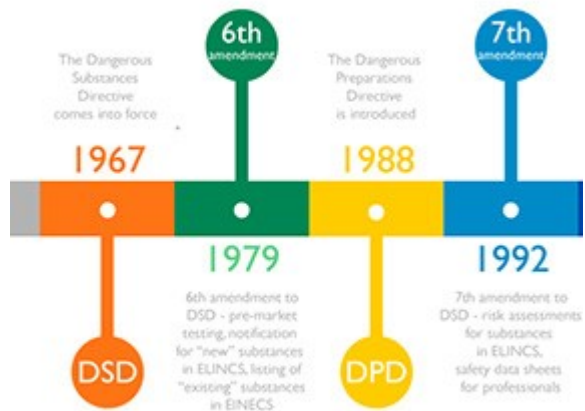 6th
amendment
7th
amendment
The Dangerous
Substances
Directive
comes into force
The Dangerous
Preparations
Directive
is introduced
1967
1988
1979
1992
6th amendment to
DSD - pre-market
testing, notification
for "new" substances
in ELINCS, listing of
"existing" substances
in EINECS
7th amendment to
DSD - risk assessments
for substances
in ELINCS,
safety data sheets
for professionals
DSD
DPD